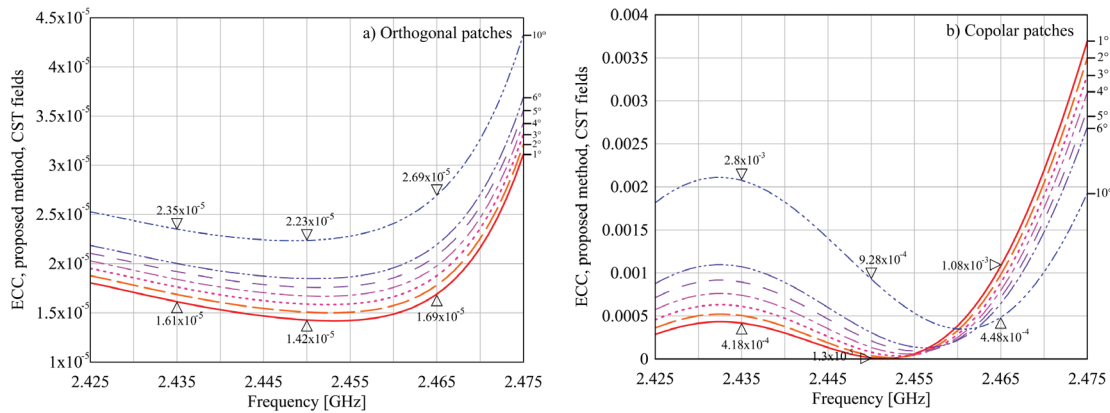 a) Orthogonal patches
ECC, proposed method, CST fields
4.5x10⁻⁵
4x10⁻⁵
3.5x10⁻⁵
3x10⁻⁵
2.5x10⁻⁵
2x10⁻⁵
1.5x10⁻⁵
1x10⁻⁵
10°
6°
5°
4°
3°
2°
1°
2.35x10⁻⁵
2.23x10⁻⁵
2.69x10⁻⁵
1.61x10⁻⁵
1.42x10⁻⁵
1.69x10⁻⁵
2.425 2.435 2.445 2.455 2.465 2.475
Frequency [GHz]
b) Copolar patches
ECC, proposed method, CST fields
0.004
0.0035
0.003
0.0025
0.002
0.0015
0.001
0.0005
0
1°
2°
3°
4°
5°
6°
10°
2.8x10⁻³
9.28x10⁻⁴
1.08x10⁻³
4.18x10⁻⁴
4.48x10⁻⁴
2.425 2.435 2.445 2.455 2.465 2.475
Frequency [GHz]